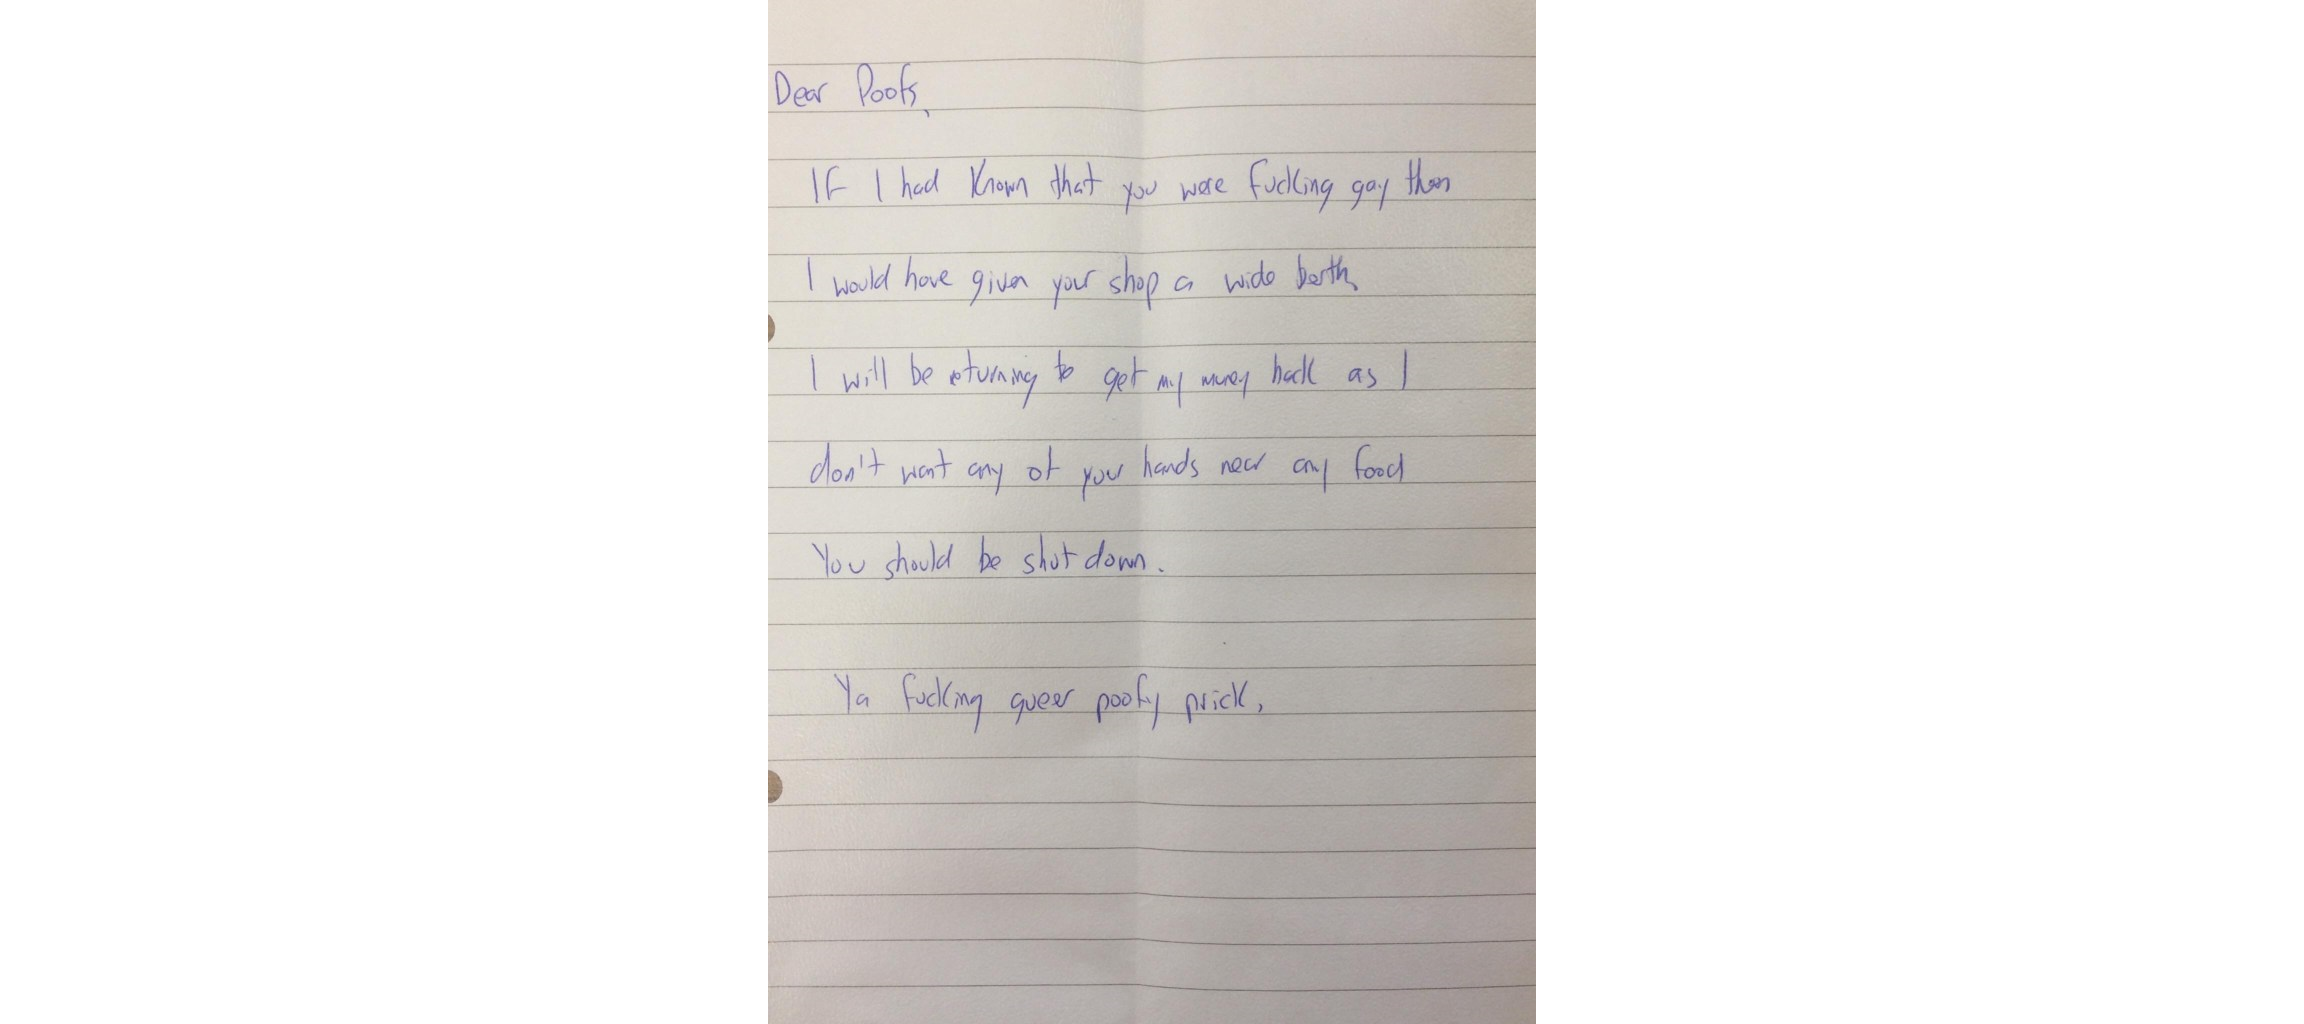 Dear Poofs,
IF I had Known that you were fucking gay then
I would have given your shop a wide berth,
I will be returning to get my money back as I
don't want any of your hands near any food
You should be shut down.
Ya fucking queer poofy prick,